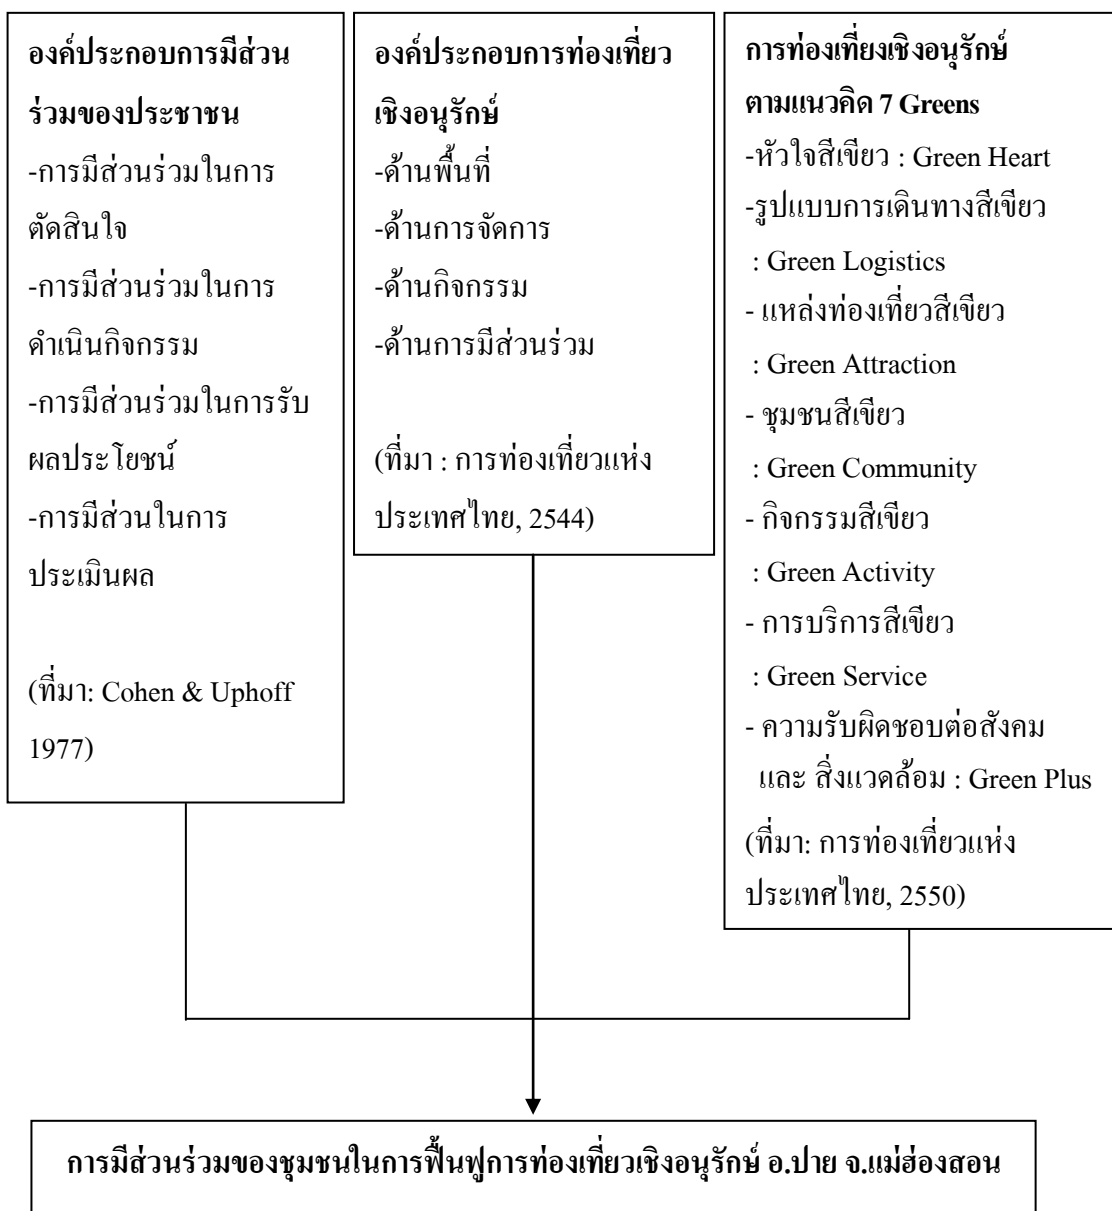 องค์ประกอบการมีส่วน
ร่วมของประชาชน
-การมีส่วนร่วมในการ
ตัดสินใจ
-การมีส่วนร่วมในการ
ดำเนินกิจกรรม
-การมีส่วนร่วมในการรับ
ผลประโยชน์
-การมีส่วนในการ
ประเมินผล
(ที่มา: Cohen & Uphoff
1977)
องค์ประกอบการท่องเที่ยว
เชิงอนุรักษ์
-ด้านพื้นที่
-ด้านการจัดการ
-ด้านกิจกรรม
-ด้านการมีส่วนร่วม
(ที่มา : การท่องเที่ยวแห่ง
ประเทศไทย, 2544)
การท่องเที่ยงเชิงอนุรักษ์
ตามแนวคิด 7 Greens
-หัวใจสีเขียว : Green Heart
-รูปแบบการเดินทางสีเขียว
: Green Logistics
- แหล่งท่องเที่ยวสีเขียว
: Green Attraction
- ชุมชนสีเขียว
: Green Community
- กิจกรรมสีเขียว
: Green Activity
- การบริการสีเขียว
: Green Service
- ความรับผิดชอบต่อสังคม
และ สิ่งแวดล้อม : Green Plus
(ที่มา: การท่องเที่ยวแห่ง
ประเทศไทย, 2550)
การมีส่วนร่วมของชุมชนในการฟื้นฟูการท่องเที่ยวเชิงอนุรักษ์ อ.ปาย จ.แม่ฮ่องสอน